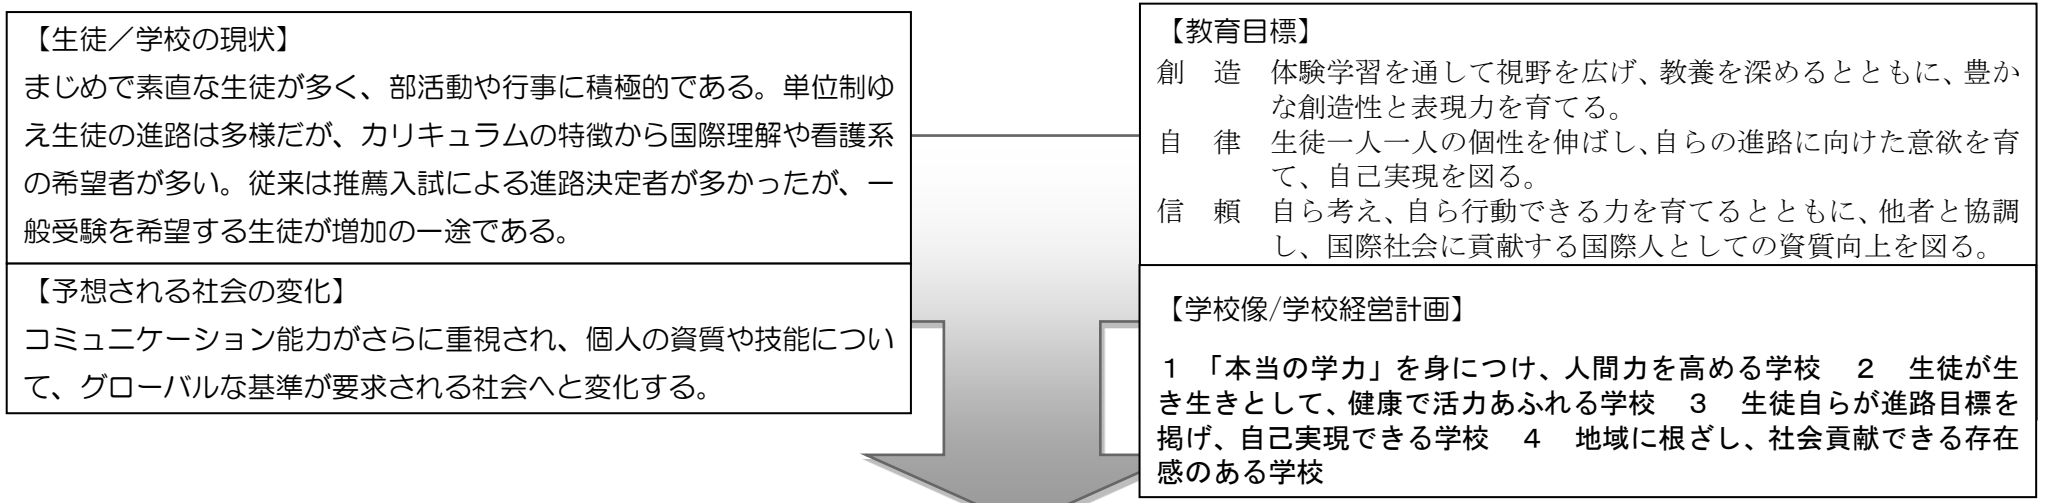 【生徒／学校の現状】
まじめで素直な生徒が多く、部活動や行事に積極的である。単位制ゆ
え生徒の進路は多様だが、カリキュラムの特徴から国際理解や看護系
の希望者が多い。従来は推薦入試による進路決定者が多かったが、一
般受験を希望する生徒が増加の一途である。
【予想される社会の変化】
コミュニケーション能力がさらに重視され、個人の資質や技能につい
て、グローバルな基準が要求される社会へと変化する。
【教育目標】
創　造　体験学習を通して視野を広げ、教養を深めるとともに、豊か
な創造性と表現力を育てる。
自　律　生徒一人一人の個性を伸ばし、自らの進路に向けた意欲を育
て、自己実現を図る。
信　頼　自ら考え、自ら行動できる力を育てるとともに、他者と協調
し、国際社会に貢献する国際人としての資質向上を図る。
【学校像/学校経営計画】
１　「本当の学力」を身につけ、人間力を高める学校　２　生徒が生
き生きとして、健康で活力あふれる学校　３　生徒自らが進路目標を
掲げ、自己実現できる学校　４　地域に根ざし、社会貢献できる存在
感のある学校